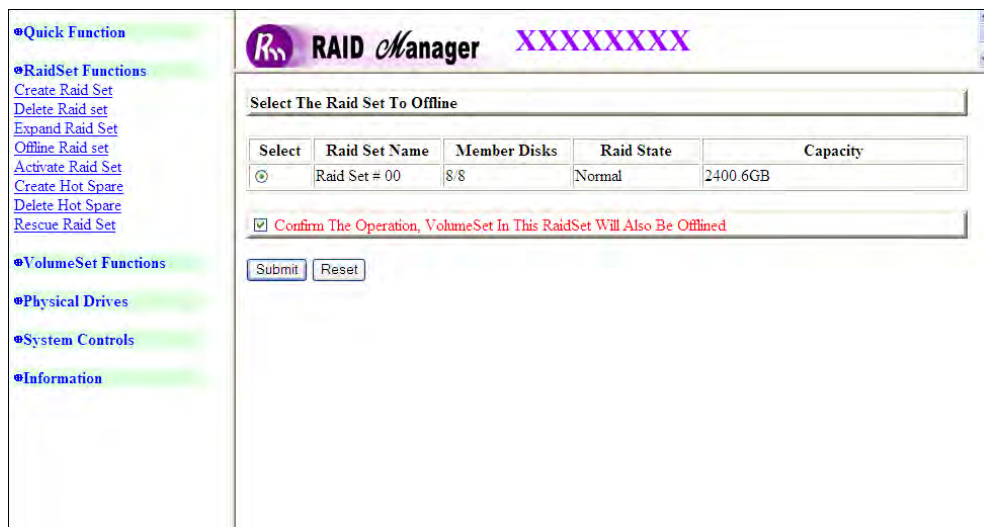 Quick Function
RaidSet Functions
Create Raid Set
Delete Raid set
Expand Raid Set
Offline Raid set
Activate Raid Set
Create Hot Spare
Delete Hot Spare
Rescue Raid Set
VolumeSet Functions
Physical Drives
System Controls
Information
Rm RAID Manager XXXXXXXX
Select The Raid Set To Offline
Select Raid Set Name Member Disks Raid State Capacity
Raid Set # 00 8/8 Normal 2400.6GB
Confirm The Operation, VolumeSet In This RaidSet Will Also Be Offlined
Submit Reset